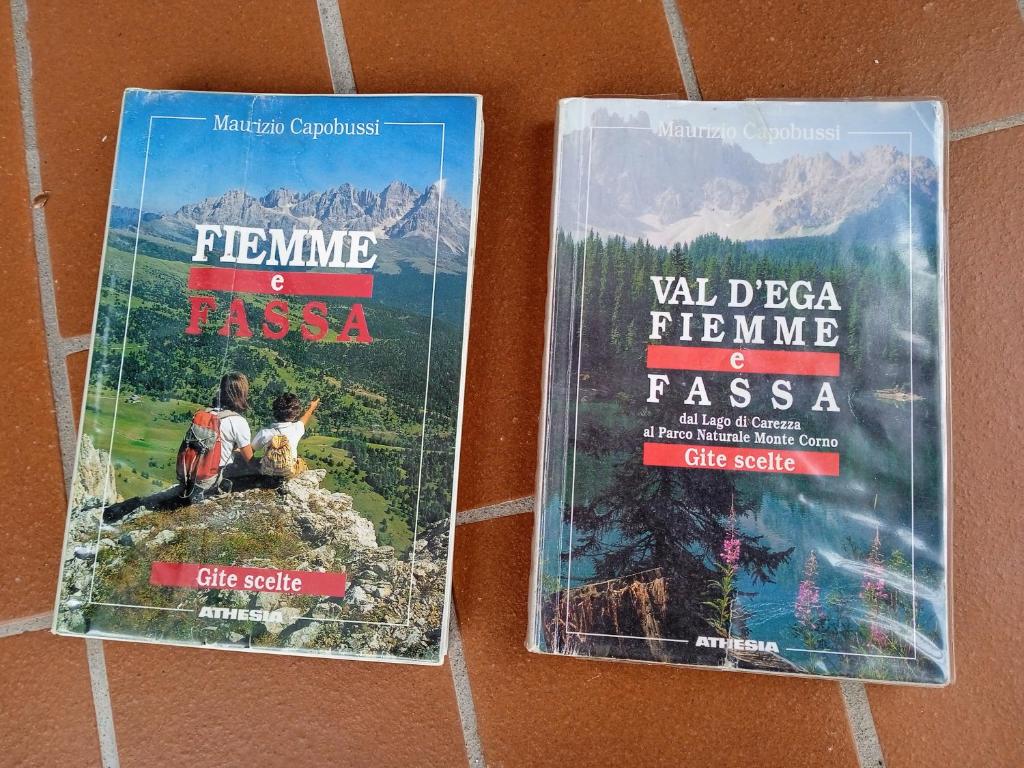 Maurizio Capobussi
FIEMME
e
FASSA
Gite scelte
ATHESIA
Maurizio Capobussi
VAL D'EGA
FIEMME
e
FASSA
dal Lago di Carezza
al Parco Naturale Monte Corno
Gite scelte
ATHESIA